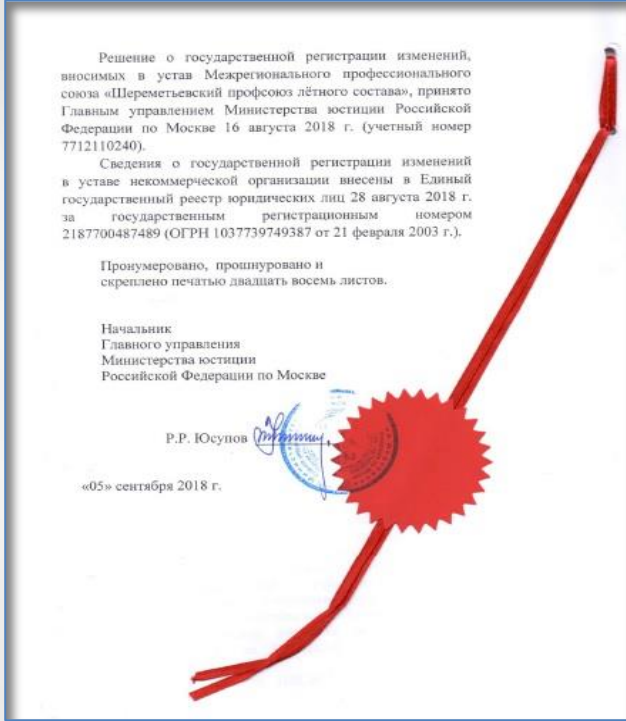 Решение о государственной регистрации изменений,
вносимых в устав Межрегионального профессионального
союза «Шереметьевский профсоюз лётного состава», принято
Главным управлением Министерства юстиции Российской
Федерации по Москве 16 августа 2018 г. (учетный номер
7712110240).
Сведения о государственной регистрации изменений
в уставе некоммерческой организации внесены в Единый
государственный реестр юридических лиц 28 августа 2018 г.
за государственным регистрационным номером
2187700487489 (ОГРН 1037739749387 от 21 февраля 2003 г.).
Пронумеровано, прошнуровано и
скреплено печатью двадцать восемь листов.
Начальник
Главного управления
Министерства юстиции
Российской Федерации по Москве
Р.Р. Юсупов
«05» сентября 2018 г.